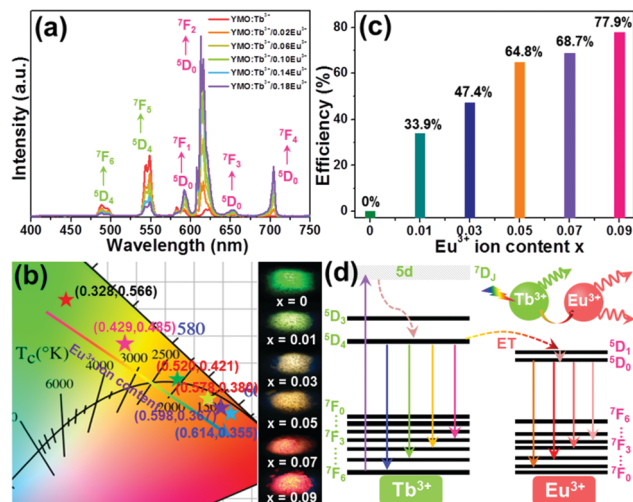 (a)
Intensity (a.u.)
YMO:Tb³⁺
YMO:Tb³⁺/0.02Eu³⁺
YMO:Tb³⁺/0.06Eu³⁺
YMO:Tb³⁺/0.10Eu³⁺
YMO:Tb³⁺/0.14Eu³⁺
YMO:Tb³⁺/0.18Eu³⁺
⁷F₆
⁵D₄
⁷F₅
⁵D₄
⁷F₂
⁵D₀
⁷F₁
⁵D₀
⁷F₃
⁵D₀
⁷F₄
⁵D₀
400 450 500 550 600 650 700 750
Wavelength (nm)
(c)
Efficiency (%)
80
60
40
20
0
0%
33.9%
47.4%
64.8%
68.7%
77.9%
0 0.01 0.03 0.05 0.07 0.09
Eu³⁺ ion content x
(b)
(0.328,0.566)
(0.429,0.485)
580
(0.520,0.421)
(0.578,0.380)
(0.598,0.367)
(0.614,0.355)
T_C(°K)
Eu³⁺ ion content
2500
3000
4000
6000
2000
x = 0
x = 0.01
x = 0.03
x = 0.05
x = 0.07
x = 0.09
(d)
5d
⁷D_J
Tb³⁺
Eu³⁺
⁵D₃
⁵D₄
ET
⁵D₁
⁵D₀
⁷F₀
⁷F₃
⁷F₆
⁷F₆
⁷F₃
⁷F₀
Tb³⁺
Eu³⁺